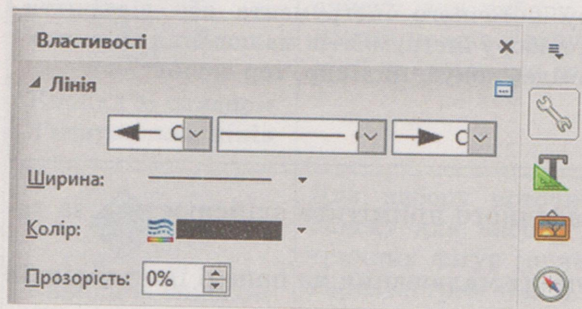 Властивості
Лінія
Ширина:
Колір:
Прозорість: 0%